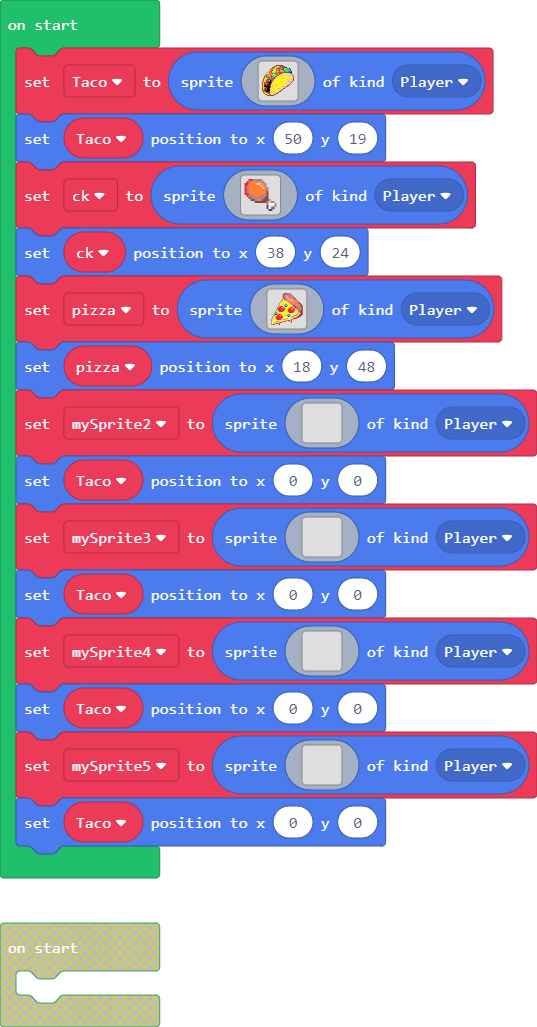 on start
set Taco to sprite of kind Player
set Taco position to x 50 y 19
set ck to sprite of kind Player
set ck position to x 38 y 24
set pizza to sprite of kind Player
set pizza position to x 18 y 48
set mySprite2 to sprite of kind Player
set Taco position to x 0 y 0
set mySprite3 to sprite of kind Player
set Taco position to x 0 y 0
set mySprite4 to sprite of kind Player
set Taco position to x 0 y 0
set mySprite5 to sprite of kind Player
set Taco position to x 0 y 0
on start